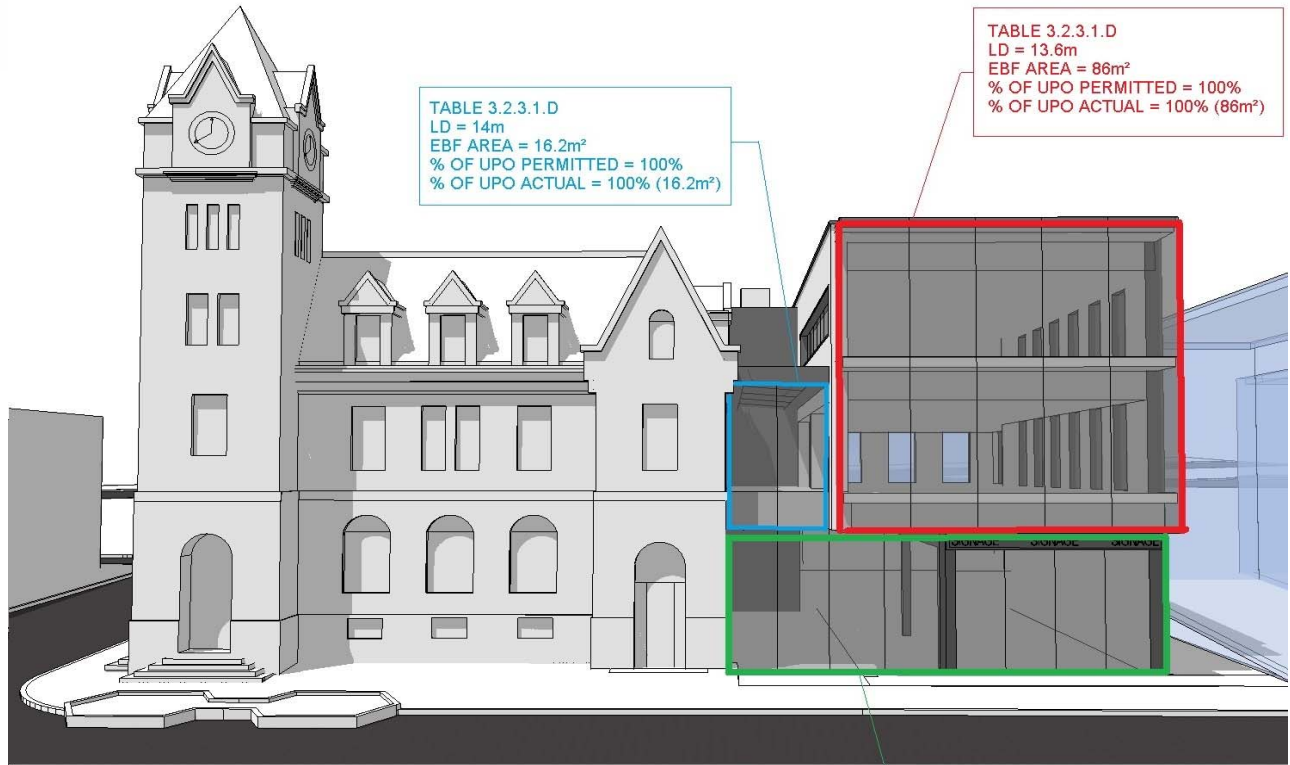 TABLE 3.2.3.1.D
LD = 13.6m
EBF AREA = 86m²
% OF UPO PERMITTED = 100%
% OF UPO ACTUAL = 100% (86m²)
TABLE 3.2.3.1.D
LD = 14m
EBF AREA = 16.2m²
% OF UPO PERMITTED = 100%
% OF UPO ACTUAL = 100% (16.2m²)
SIGNAGE SIGNAGE SIGNAGE